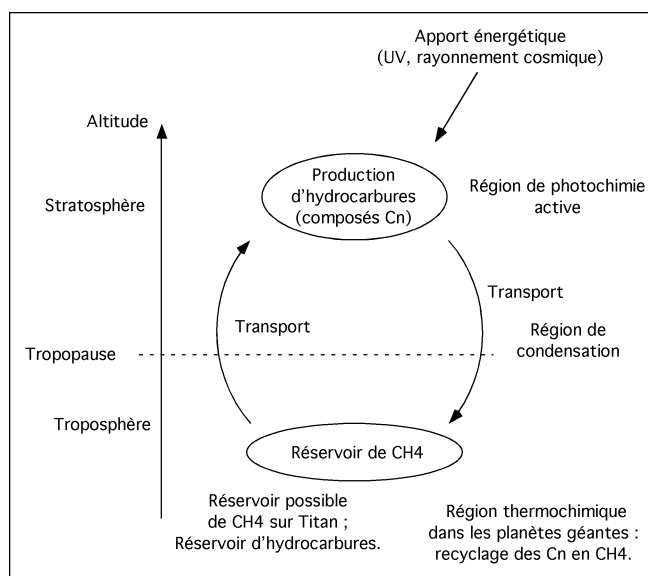 Apport énergétique
(UV, rayonnement cosmique)
Altitude
Production
d'hydrocarbures
(composés Cn)
Région de photochimie
active
Stratosphère
Transport
Transport
Région de
condensation
Tropopause
Troposphère
Réservoir de CH4
Réservoir possible
de CH4 sur Titan ;
Réservoir d'hydrocarbures.
Région thermochimique
dans les planètes géantes :
recyclage des Cn en CH4.